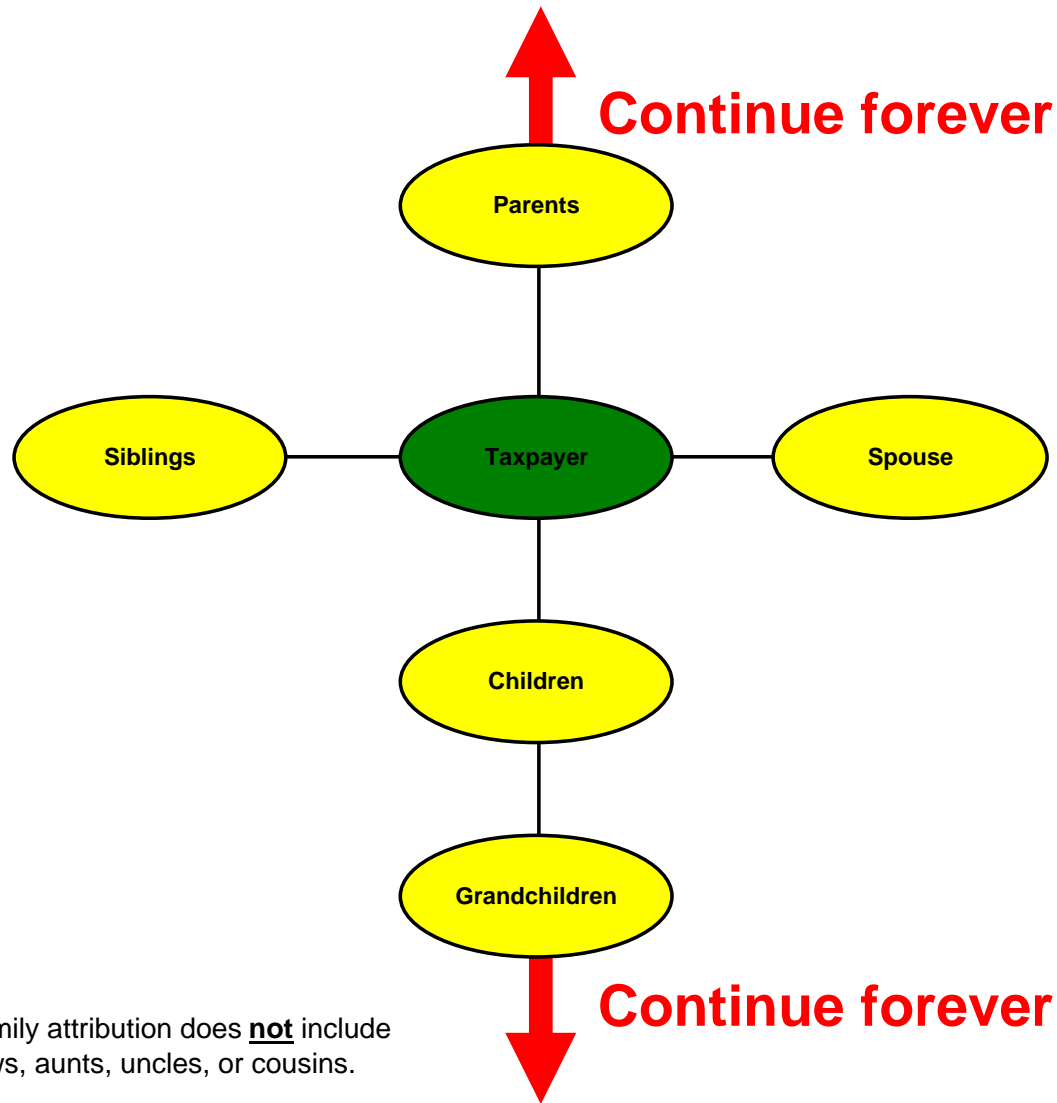 Continue forever
Parents
Siblings Taxpayer Spouse
Children
Grandchildren
Continue forever
attribution does not include
aunts, uncles, or cousins.